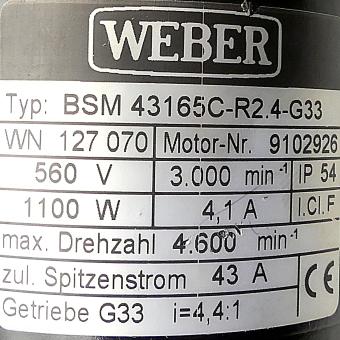 WEBER
Typ: BSM 43165C-R2.4-G33
WN 127 070 Motor-Nr. 9102926
560 V 3.000 min⁻¹ IP 54
1100 W 4,1 A I.Cl.F
max. Drehzahl 4.600 min⁻¹
zul. Spitzenstrom 43 A CE
Getriebe G33 i=4,4:1